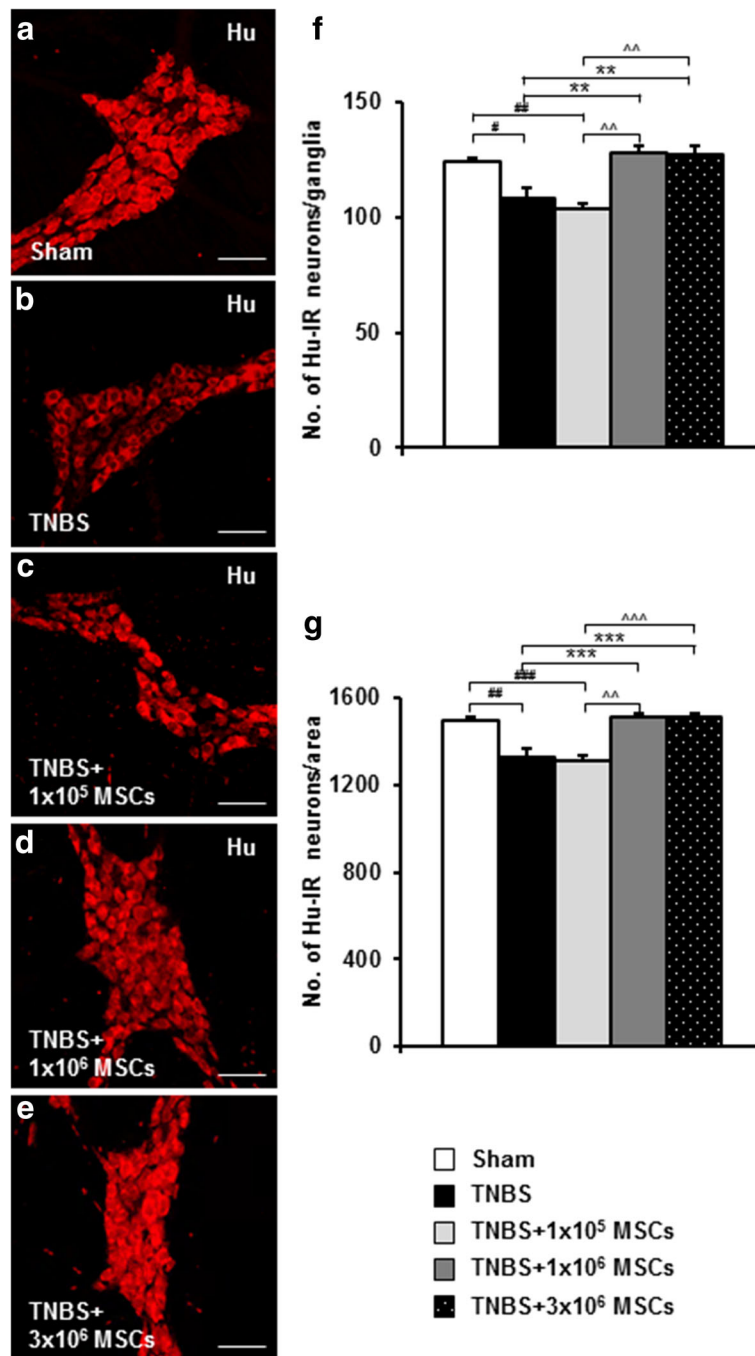 a
Hu
Sham
b
Hu
TNBS
c
Hu
TNBS+
1x10⁵ MSCs
d
Hu
TNBS+
1x10⁶ MSCs
e
TNBS+
3x10⁶ MSCs
f
^^
**
**
##
#
^^
150
100
50
0
No. of Hu-IR neurons/ganglia
g
^^^
***
***
###
##
^^
1600
1200
800
400
0
No. of Hu-IR neurons/area
Sham
TNBS
TNBS+1x10⁵ MSCs
TNBS+1x10⁶ MSCs
TNBS+3x10⁶ MSCs